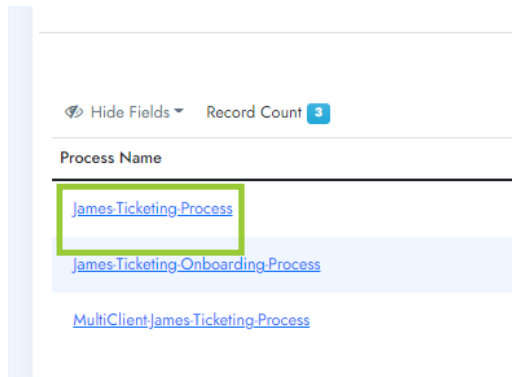 Hide Fields Record Count 3
Process Name
James-Ticketing-Process
James-Ticketing-Onboarding-Process
MultiClient-James-Ticketing-Process